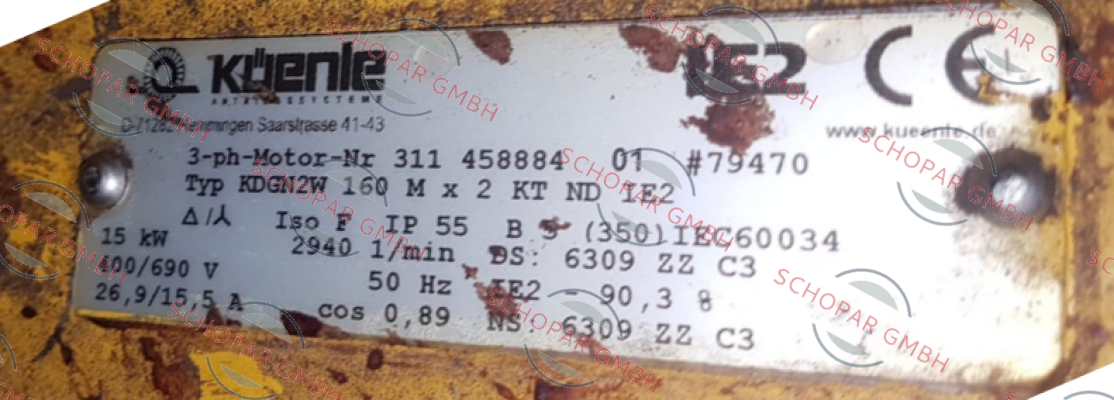 KÜENLE IE2 CE
ANTRIEBSSYSTEME
D-71282 Hemmingen Saarstrasse 41-43
www.kueenle.de
3-ph-Motor-Nr 311 458884 01 #79470
Typ KDGN2W 160 M x 2 KT ND IE2
Δ/⅄ Iso F IP 55 B 5 (350) IEC60034
15 kW 2940 1/min DS: 6309 ZZ C3
400/690 V 50 Hz IE2 - 90,3 %
26,9/15,5 A cos 0,89 NS: 6309 ZZ C3
SCHOPAR GMBH